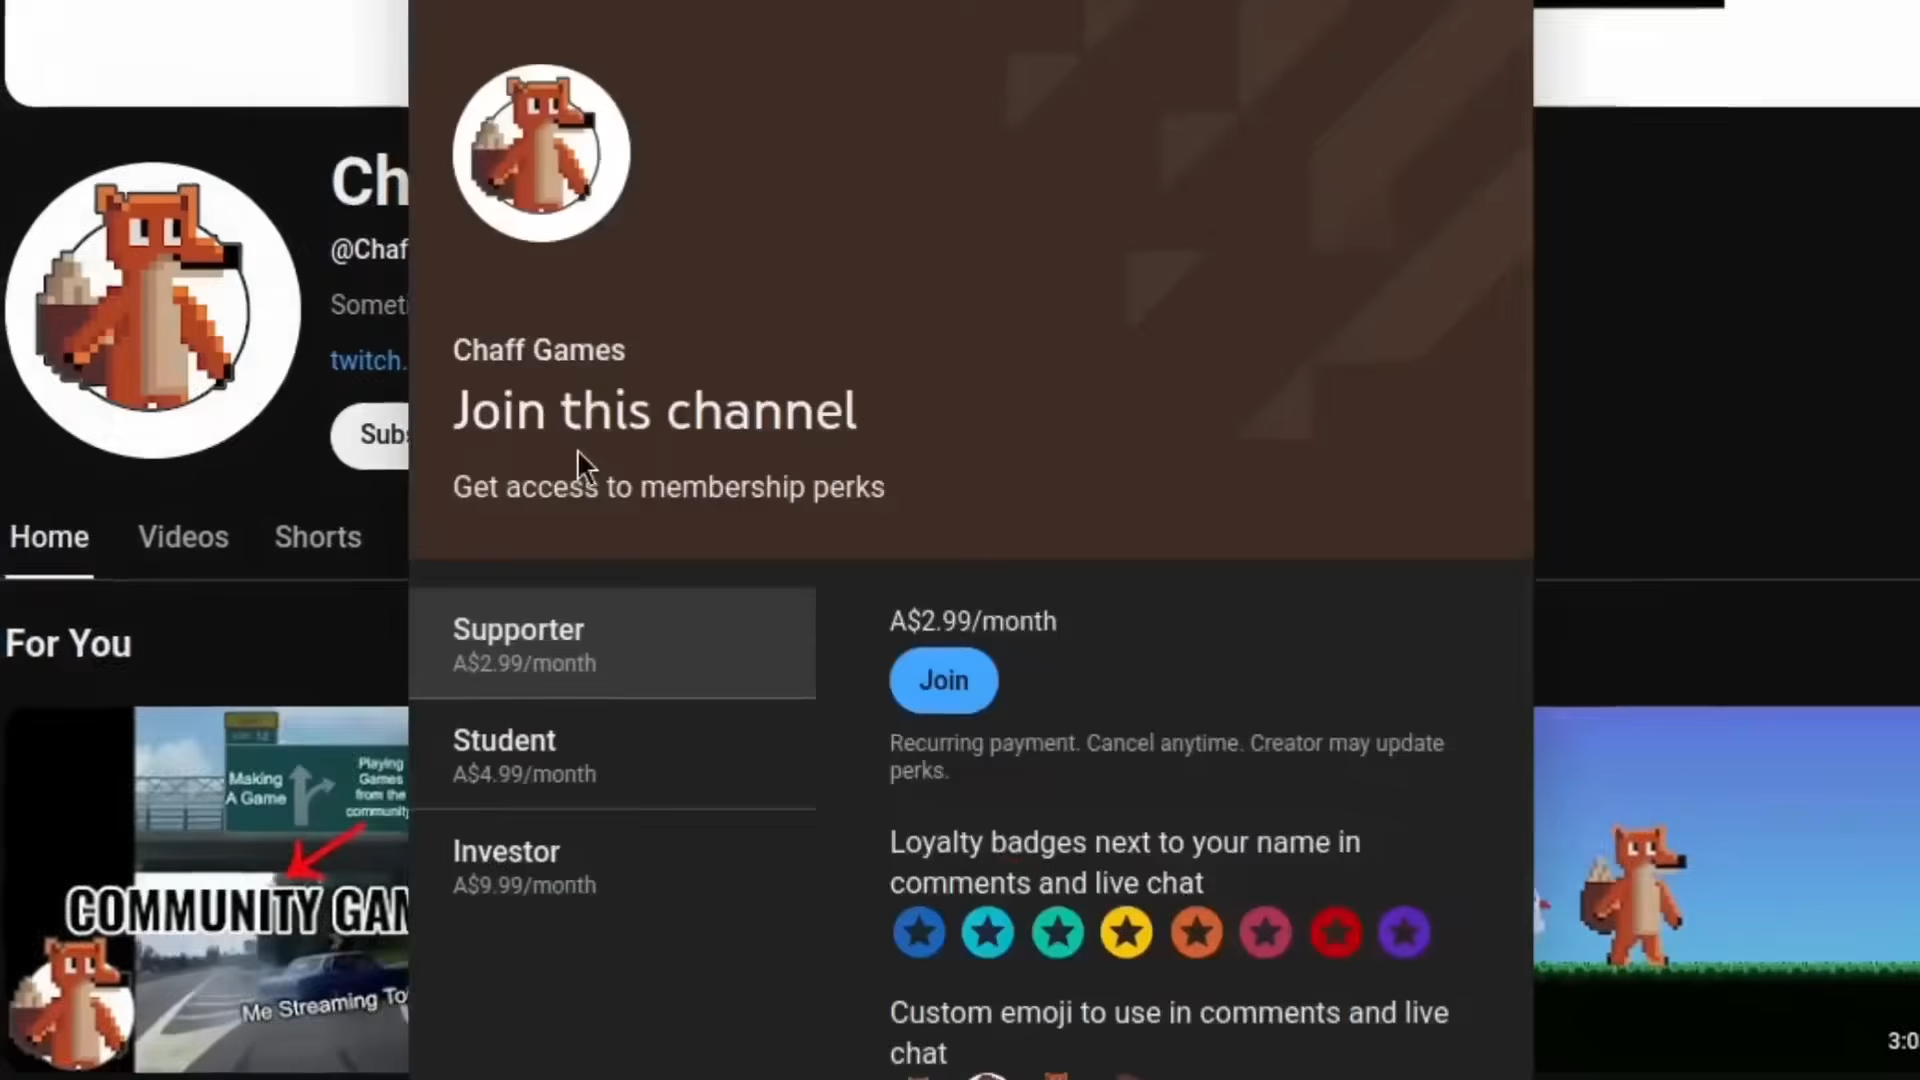 Ch
@Chaf
Someti
twitch.
Subs
Home
Videos
Shorts
For You
Making
A Game
Playing
Games
from the
community
COMMUNITY GAM
Me Streaming To
Chaff Games
Join this channel
Get access to membership perks
Supporter
A$2.99/month
Student
A$4.99/month
Investor
A$9.99/month
A$2.99/month
Join
Recurring payment. Cancel anytime. Creator may update
perks.
Loyalty badges next to your name in
comments and live chat
Custom emoji to use in comments and live
chat
3:0